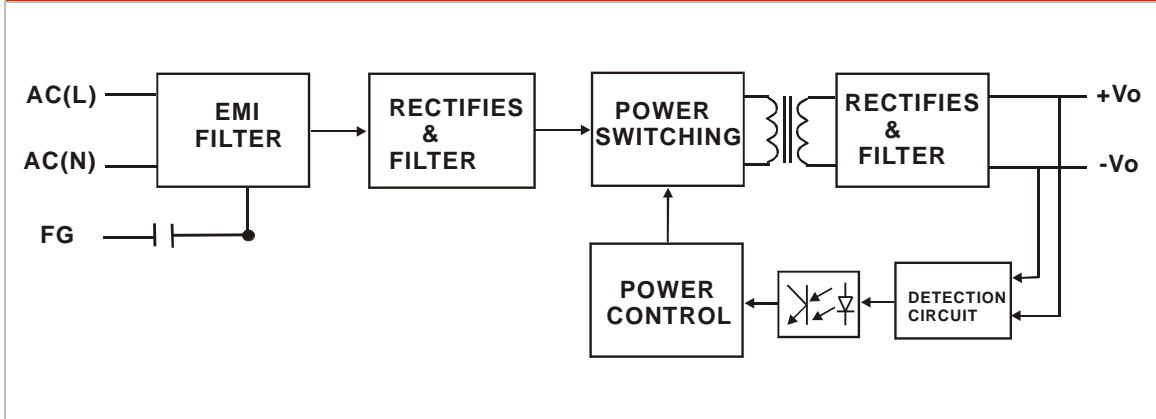 AC(L)
AC(N)
FG
EMI
FILTER
RECTIFIES
&
FILTER
POWER
SWITCHING
RECTIFIES
&
FILTER
+Vo
-Vo
POWER
CONTROL
DETECTION
CIRCUIT